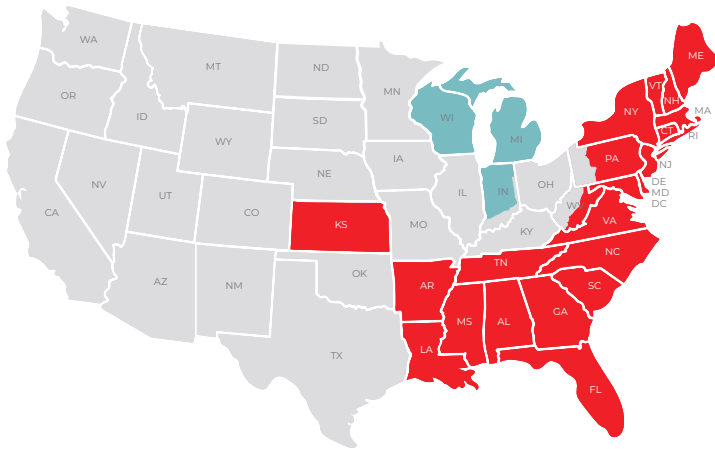 WA
MT
ND
MN
OR
ID
SD
WI
WY
MI
IA
NE
NV
UT
CO
CA
IL
IN
OH
PA
NY
VT
NH
ME
MA
CT
RI
NJ
DE
MD
DC
WV
VA
KY
MO
KS
NC
TN
OK
AR
SC
AZ
NM
MS
AL
GA
LA
TX
FL